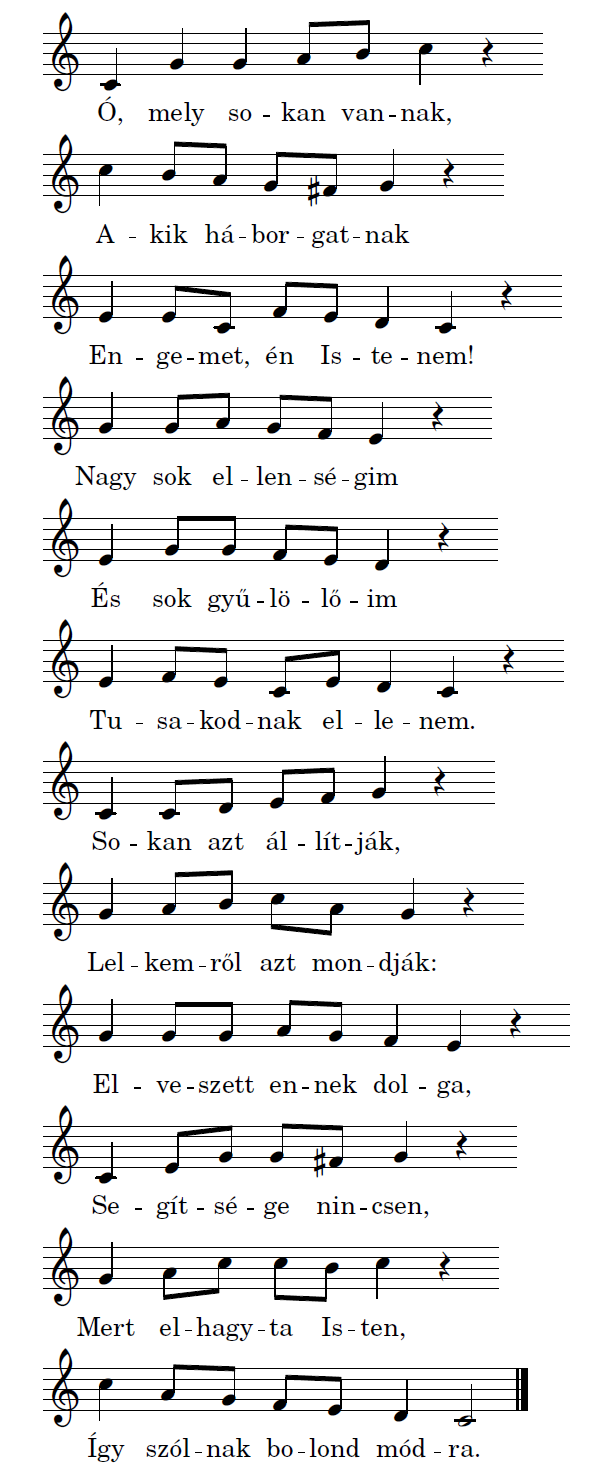 Ó, mely so - kan van - nak,
A - kik há - bor - gat - nak
En - ge - met, én Is - te - nem!
Nagy sok el - len - sé - gim
És sok gyű - lö - lő - im
Tu - sa - kod - nak el - le - nem.
So - kan azt ál - lít - ják,
Lel - kem - ről azt mon - dják:
El - ve - szett en - nek dol - ga,
Se - gít - sé - ge nin - csen,
Mert el - hagy - ta Is - ten,
Így szól - nak bo - lond mód - ra.